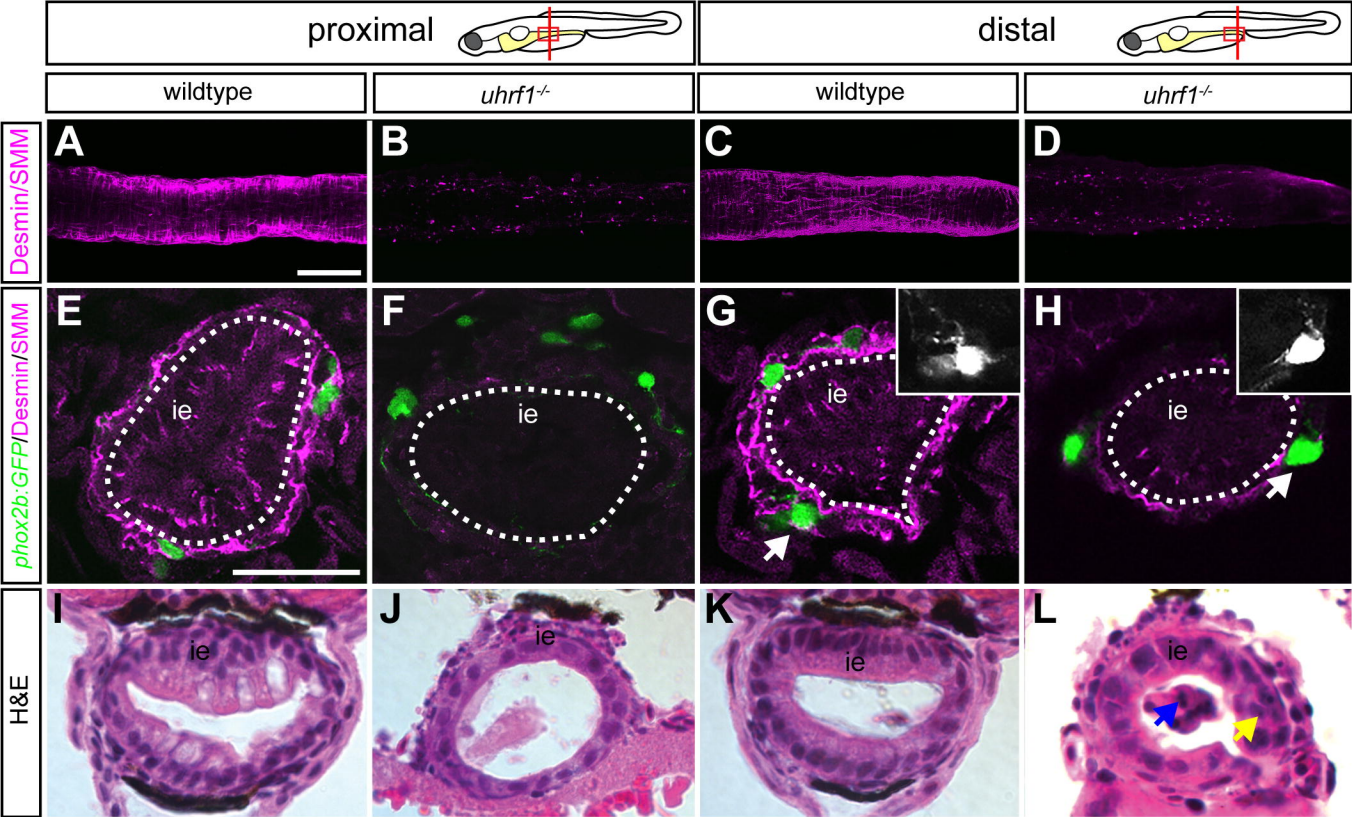 proximal
distal
wildtype
uhrf1-/-
wildtype
uhrf1-/-
Desmin/SMM
A
B
C
D
phox2b:GFP/Desmin/SMM
E
ie
F
ie
G
ie
H
ie
H&E
I
ie
J
ie
K
ie
L
ie